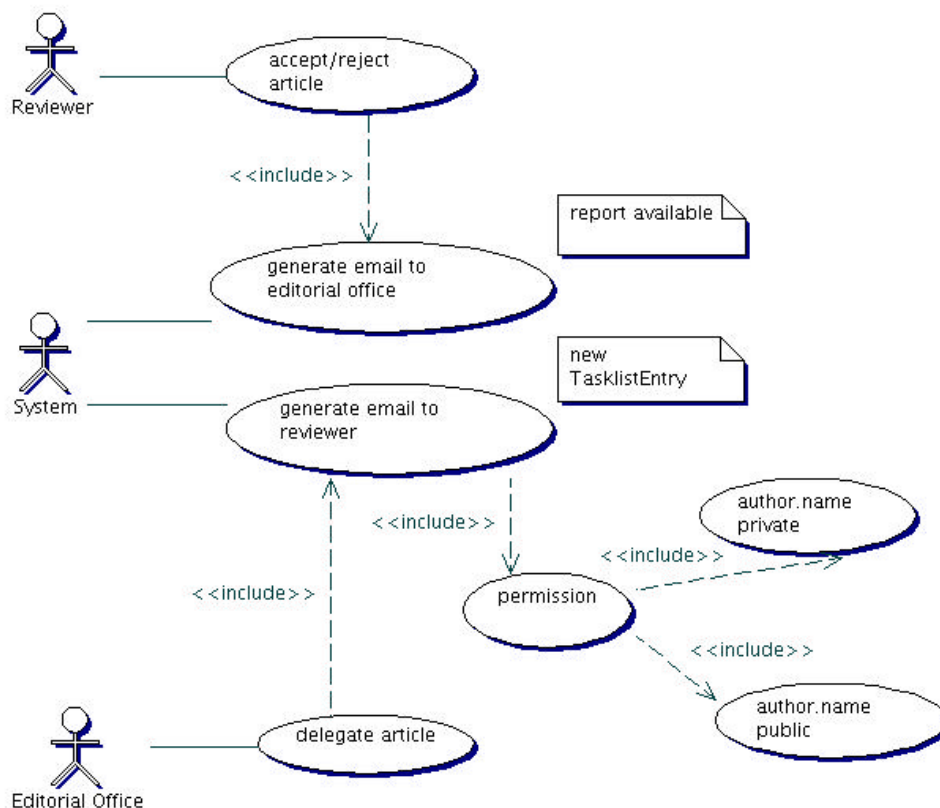 accept/reject
article
Reviewer
<<include>>
report available
generate email to
editorial office
new
TasklistEntry
System
generate email to
reviewer
author.name
private
<<include>>
<<include>>
<<include>>
permission
<<include>>
author.name
public
delegate article
Editorial Office